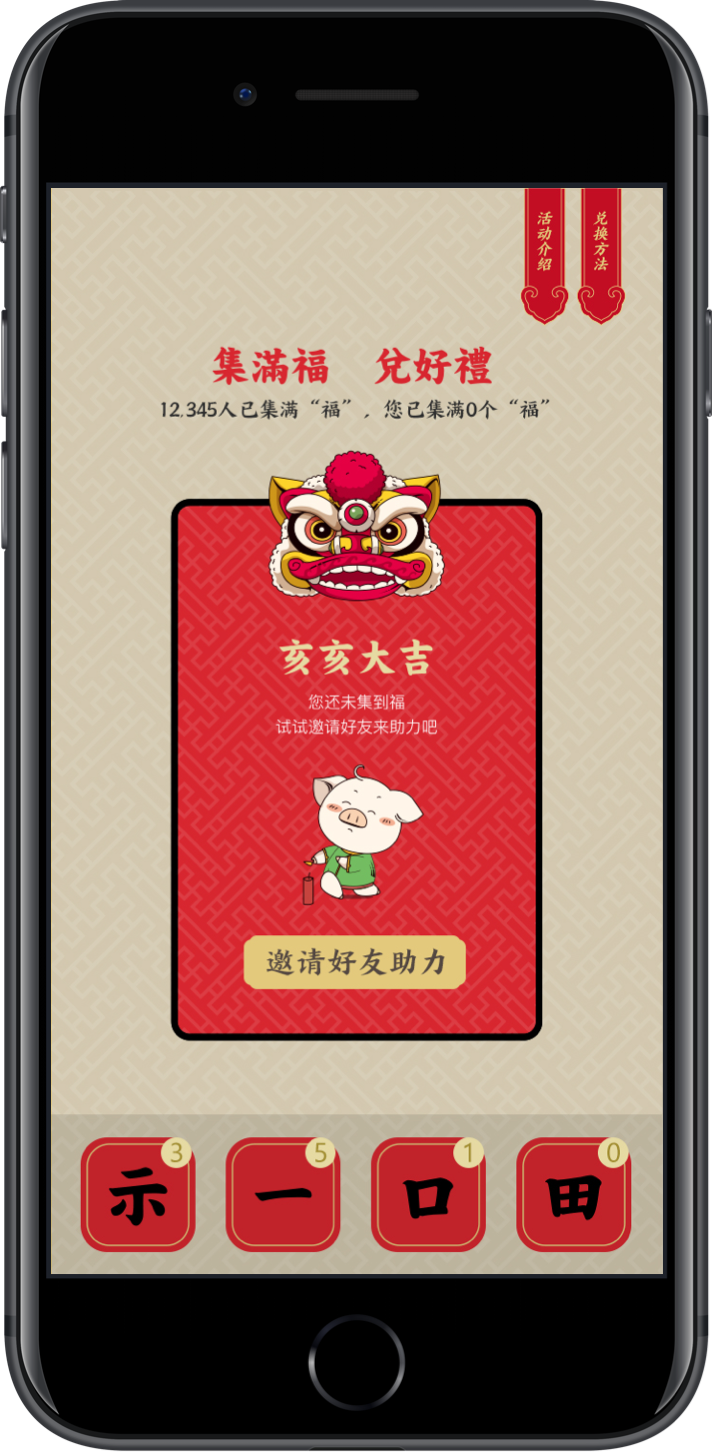 活动介绍
兑换方法
集滿福 兌好禮
12,345人已集满“福”，您已集满0个“福”
亥亥大吉
您还未集到福
试试邀请好友来助力吧
邀请好友助力
3 5 1 0
示 一 口 田